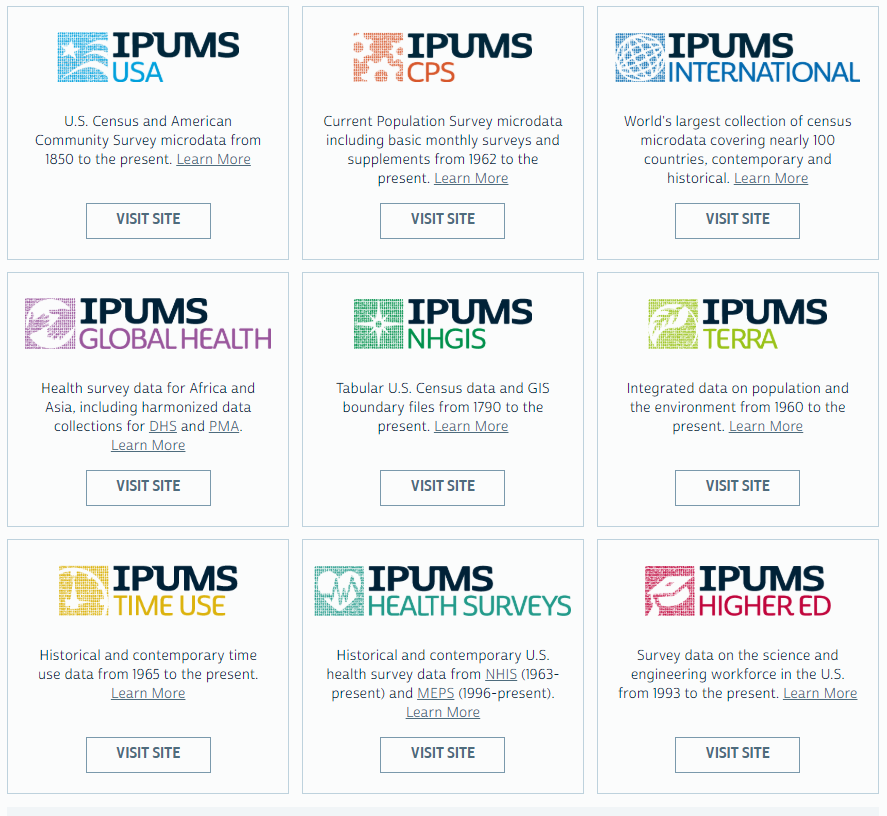 IPUMS
USA
U.S. Census and American
Community Survey microdata from
1850 to the present. Learn More
VISIT SITE
IPUMS
CPS
Current Population Survey microdata
including basic monthly surveys and
supplements from 1962 to the
present. Learn More
VISIT SITE
IPUMS
INTERNATIONAL
World's largest collection of census
microdata covering nearly 100
countries, contemporary and
historical. Learn More
VISIT SITE
IPUMS
GLOBAL HEALTH
Health survey data for Africa and
Asia, including harmonized data
collections for DHS and PMA.
Learn More
VISIT SITE
IPUMS
NHGIS
Tabular U.S. Census data and GIS
boundary files from 1790 to the
present. Learn More
VISIT SITE
IPUMS
TERRA
Integrated data on population and
the environment from 1960 to the
present. Learn More
VISIT SITE
IPUMS
TIME USE
Historical and contemporary time
use data from 1965 to the present.
Learn More
VISIT SITE
IPUMS
HEALTH SURVEYS
Historical and contemporary U.S.
health survey data from NHIS (1963-
present) and MEPS (1996-present).
Learn More
VISIT SITE
IPUMS
HIGHER ED
Survey data on the science and
engineering workforce in the U.S.
from 1993 to the present. Learn More
VISIT SITE